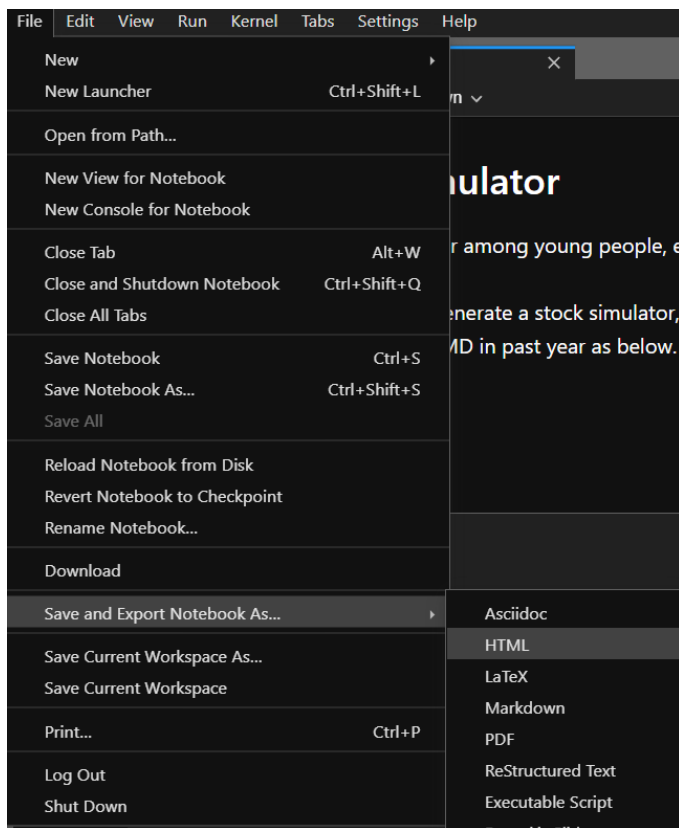 File Edit View Run Kernel Tabs Settings Help
New
New Launcher Ctrl+Shift+L
Open from Path...
New View for Notebook
New Console for Notebook
Close Tab Alt+W
Close and Shutdown Notebook Ctrl+Shift+Q
Close All Tabs
Save Notebook Ctrl+S
Save Notebook As... Ctrl+Shift+S
Save All
Reload Notebook from Disk
Revert Notebook to Checkpoint
Rename Notebook...
Download
Save and Export Notebook As...
Save Current Workspace As...
Save Current Workspace
Print... Ctrl+P
Log Out
Shut Down
Asciidoc
HTML
LaTeX
Markdown
PDF
ReStructured Text
Executable Script
among young people,
a stock simulator,
in past year as below.